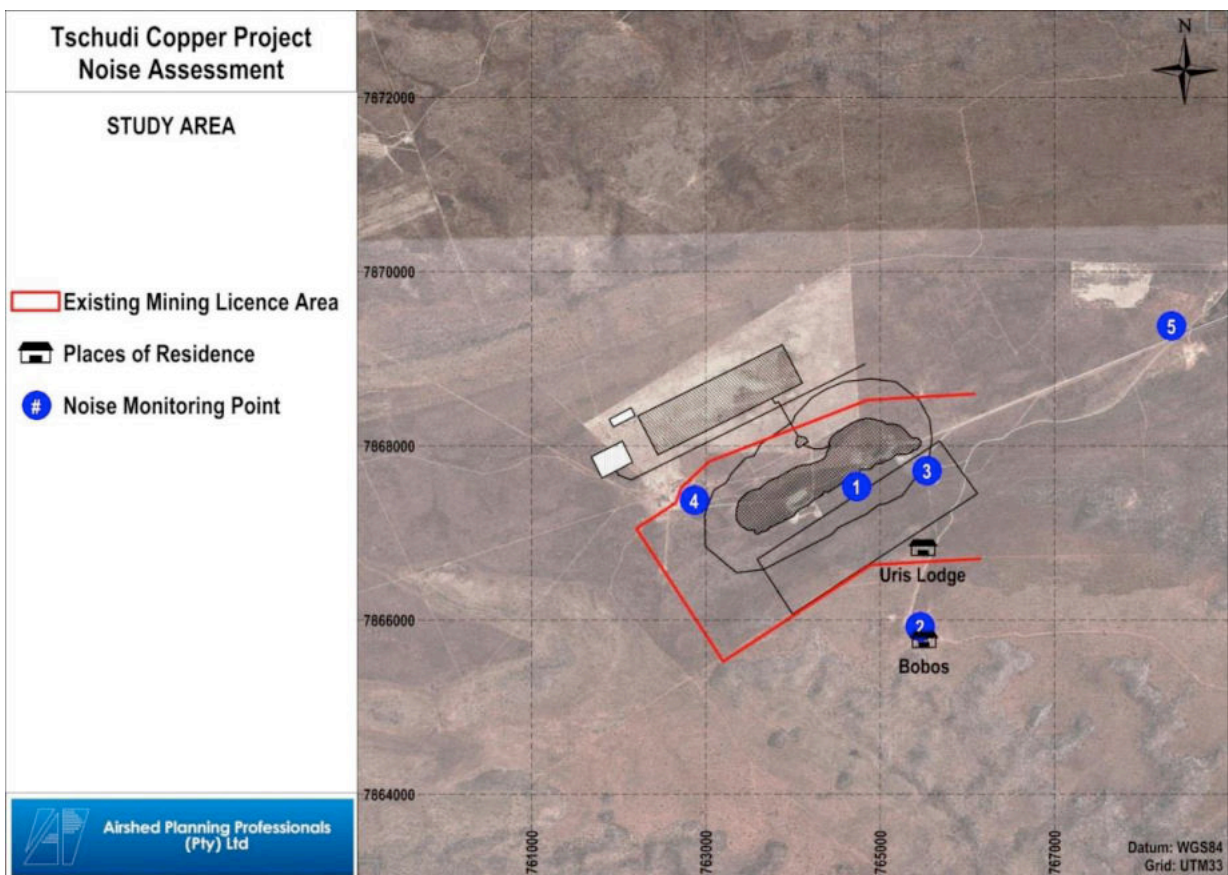 Tschudi Copper Project
Noise Assessment
STUDY AREA
Existing Mining Licence Area
Places of Residence
# Noise Monitoring Point
Airshed Planning Professionals
(Pty) Ltd
N
7872000
7870000
5
7868000
3
1
4
Uris Lodge
7866000
2
Bobos
7864000
761000
763000
765000
767000
Datum: WGS84
Grid: UTM33